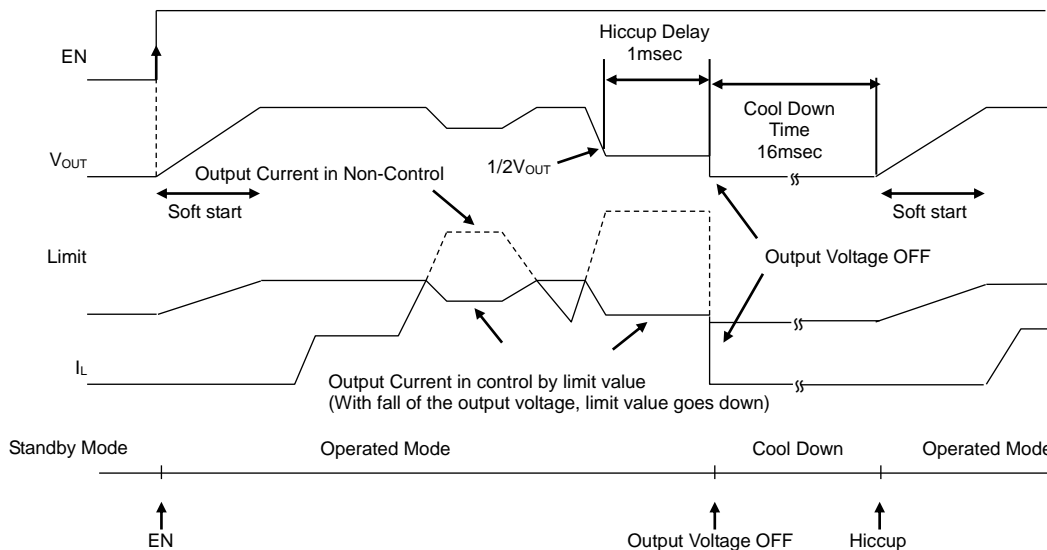 Hiccup Delay
1msec
EN
Cool Down
Time
16msec
VOUT
1/2VOUT
Output Current in Non-Control
Soft start
Soft start
Limit
Output Voltage OFF
IL
Output Current in control by limit value
(With fall of the output voltage, limit value goes down)
Standby Mode
Operated Mode
Cool Down
Operated Mode
EN
Output Voltage OFF
Hiccup